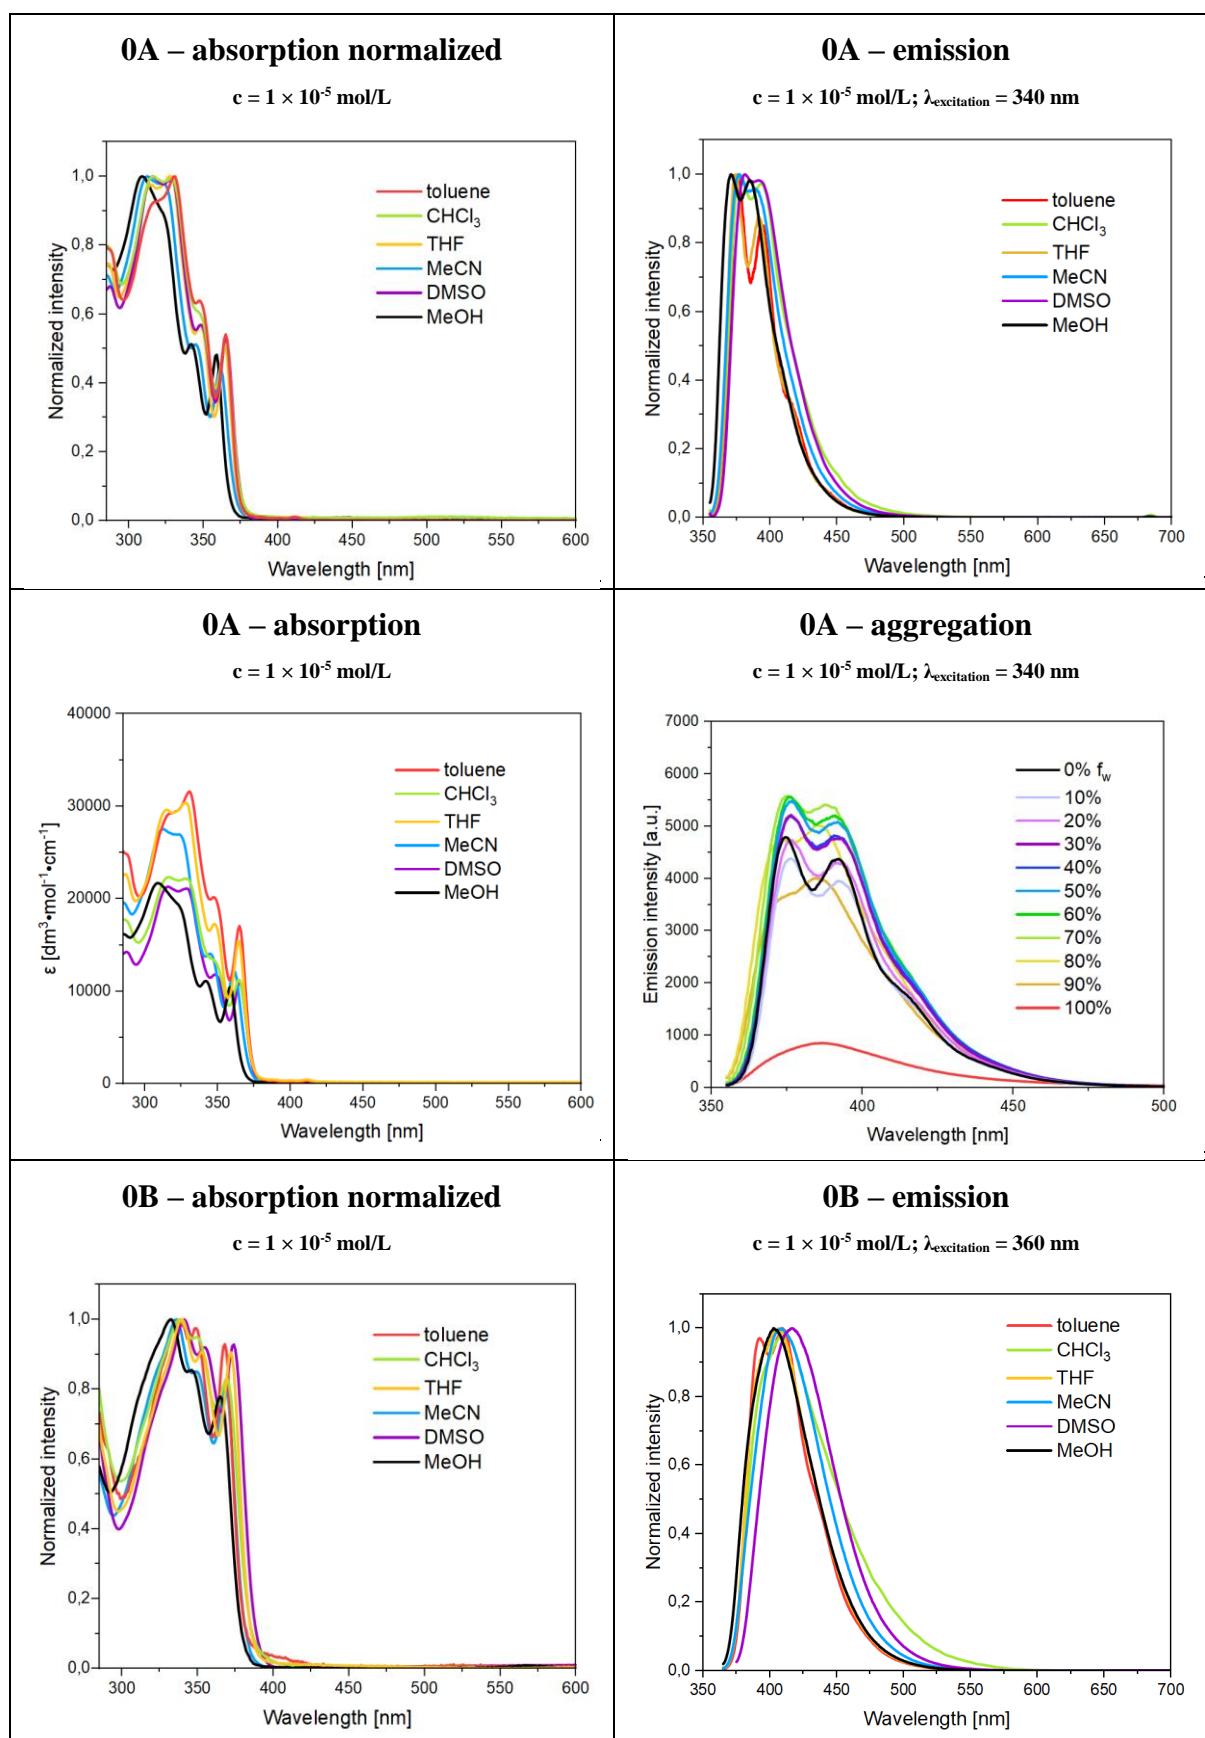 0A – absorption normalized
c = 1 × 10⁻⁵ mol/L
1,0
0,8
0,6
0,4
0,2
0,0
Normalized intensity
toluene
CHCl₃
THF
MeCN
DMSO
MeOH
300 350 400 450 500 550 600
Wavelength [nm]
0A – emission
c = 1 × 10⁻⁵ mol/L; λexcitation = 340 nm
1,0
0,8
0,6
0,4
0,2
0,0
Normalized intensity
toluene
CHCl₃
THF
MeCN
DMSO
MeOH
350 400 450 500 550 600 650 700
Wavelength [nm]
0A – absorption
c = 1 × 10⁻⁵ mol/L
40000
30000
20000
10000
0
ε [dm³•mol⁻¹•cm⁻¹]
toluene
CHCl₃
THF
MeCN
DMSO
MeOH
300 350 400 450 500 550 600
Wavelength [nm]
0A – aggregation
c = 1 × 10⁻⁵ mol/L; λexcitation = 340 nm
7000
6000
5000
4000
3000
2000
1000
0
Emission intensity [a.u.]
0% fw
10%
20%
30%
40%
50%
60%
70%
80%
90%
100%
350 400 450 500
Wavelength [nm]
0B – absorption normalized
c = 1 × 10⁻⁵ mol/L
1,0
0,8
0,6
0,4
0,2
0,0
Normalized intensity
toluene
CHCl₃
THF
MeCN
DMSO
MeOH
300 350 400 450 500 550 600
Wavelength [nm]
0B – emission
c = 1 × 10⁻⁵ mol/L; λexcitation = 360 nm
1,0
0,8
0,6
0,4
0,2
0,0
Normalized intensity
toluene
CHCl₃
THF
MeCN
DMSO
MeOH
350 400 450 500 550 600 650 700
Wavelength [nm]